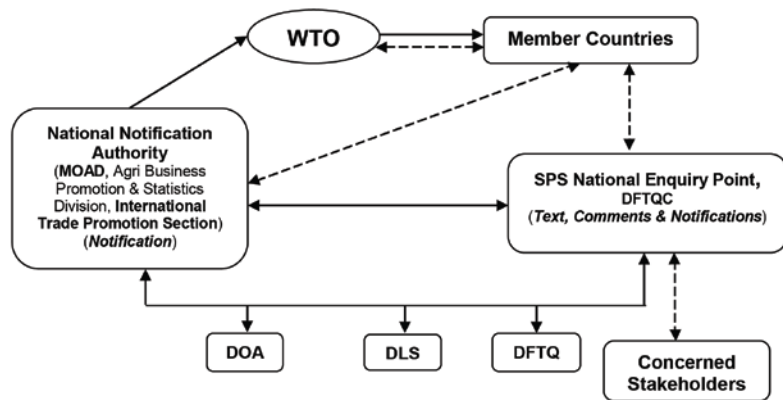 WTO
Member Countries
National Notification
Authority
(MOAD, Agri Business
Promotion & Statistics
Division, International
Trade Promotion Section)
(Notification)
SPS National Enquiry Point,
DFTQC
(Text, Comments & Notifications)
DOA
DLS
DFTQ
Concerned
Stakeholders